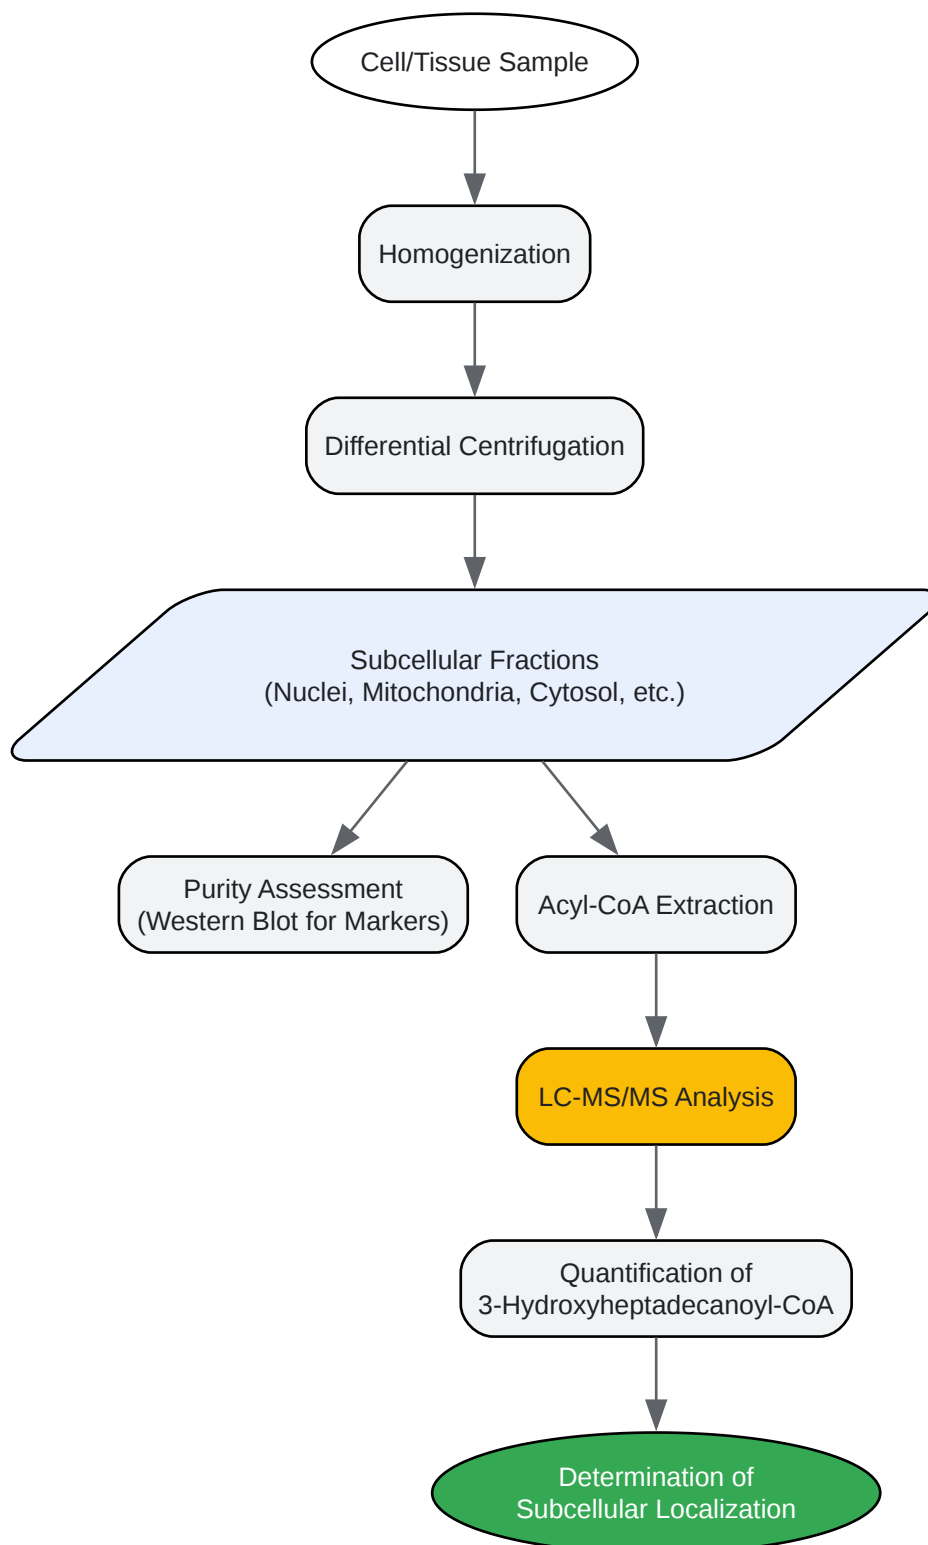 Cell/Tissue Sample
Homogenization
Differential Centrifugation
Subcellular Fractions
(Nuclei, Mitochondria, Cytosol, etc.)
Purity Assessment
(Western Blot for Markers)
Acyl-CoA Extraction
LC-MS/MS Analysis
Quantification of
3-Hydroxyheptadecanoyl-CoA
Determination of
Subcellular Localization